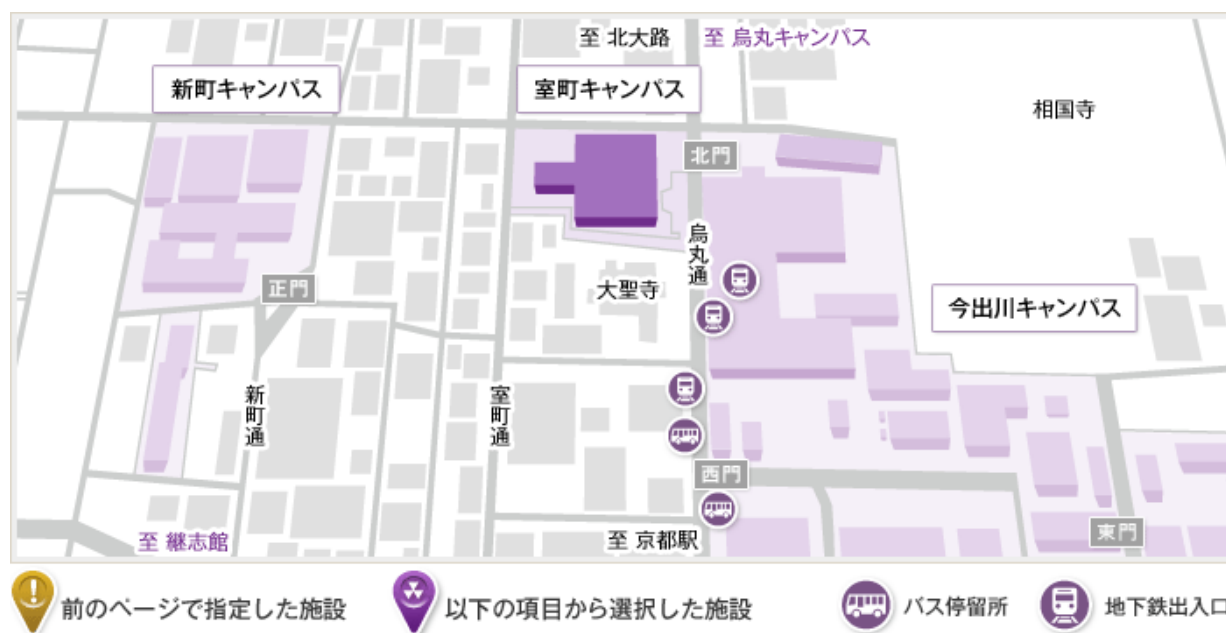 至 北大路
至 烏丸キャンパス
新町キャンパス
室町キャンパス
相国寺
北門
烏丸通
大聖寺
正門
今出川キャンパス
新町通
室町通
西門
東門
至 継志館
至 京都駅
前のページで指定した施設
以下の項目から選択した施設
バス停留所
地下鉄出入口